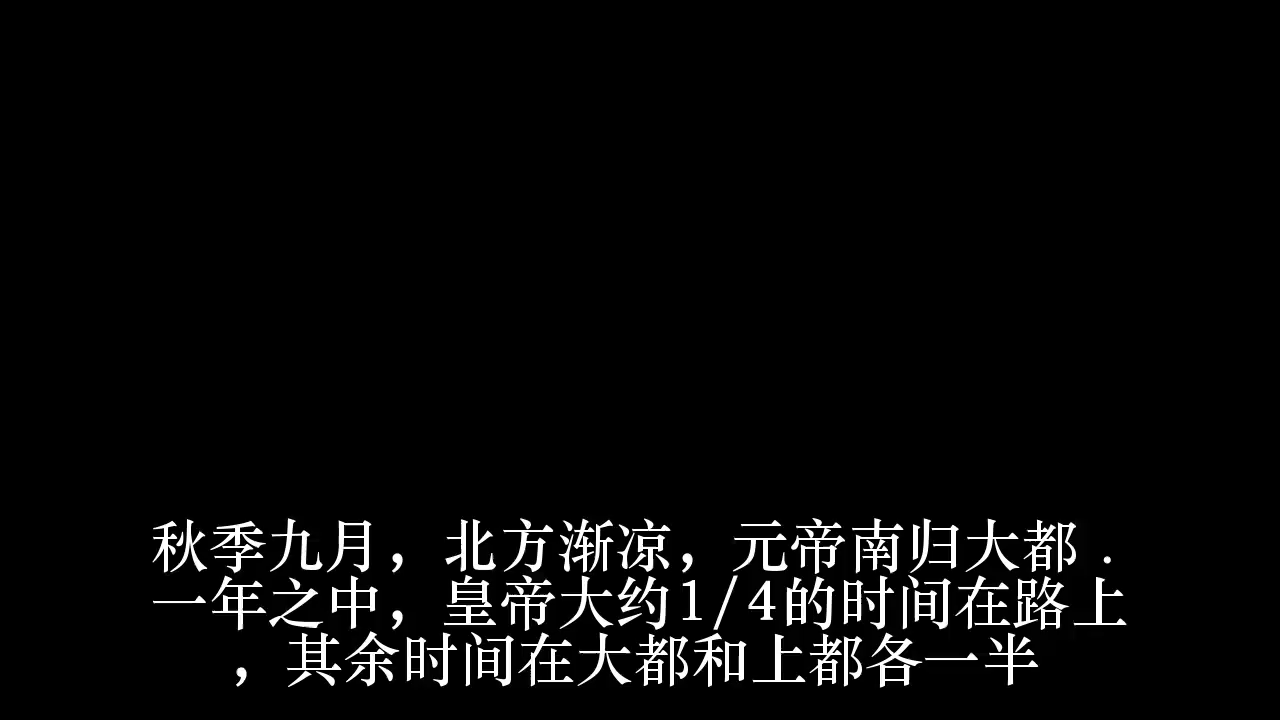 秋季九月，北方渐凉，元帝南归大都．
一年之中，皇帝大约1/4的时间在路上
，其余时间在大都和上都各一半